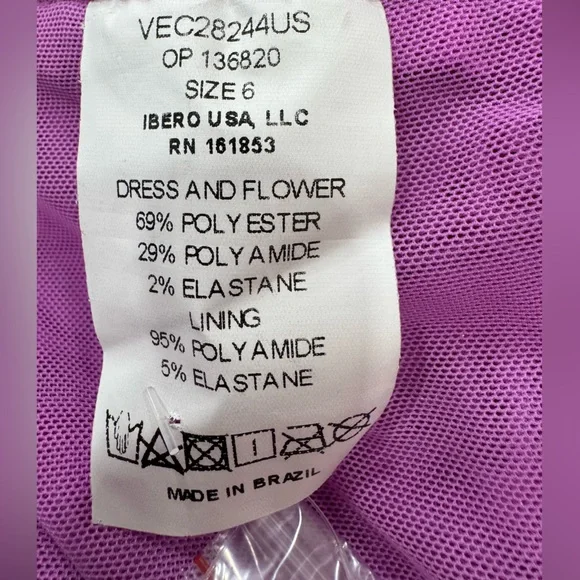 VEC28244US
OP 136820
SIZE 6
IBERO USA, LLC
RN 161853
DRESS AND FLOWER
69% POLYESTER
29% POLYAMIDE
2% ELASTANE
LINING
95% POLYAMIDE
5% ELASTANE
MADE IN BRAZIL